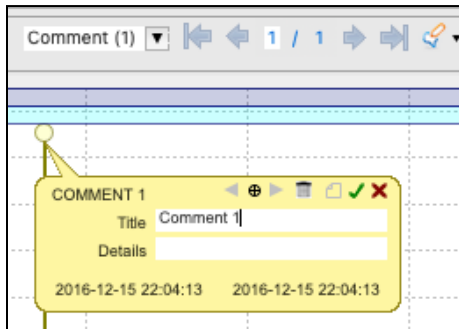 Comment (1) 1 / 1
COMMENT 1
Title Comment 1
Details
2016-12-15 22:04:13 2016-12-15 22:04:13